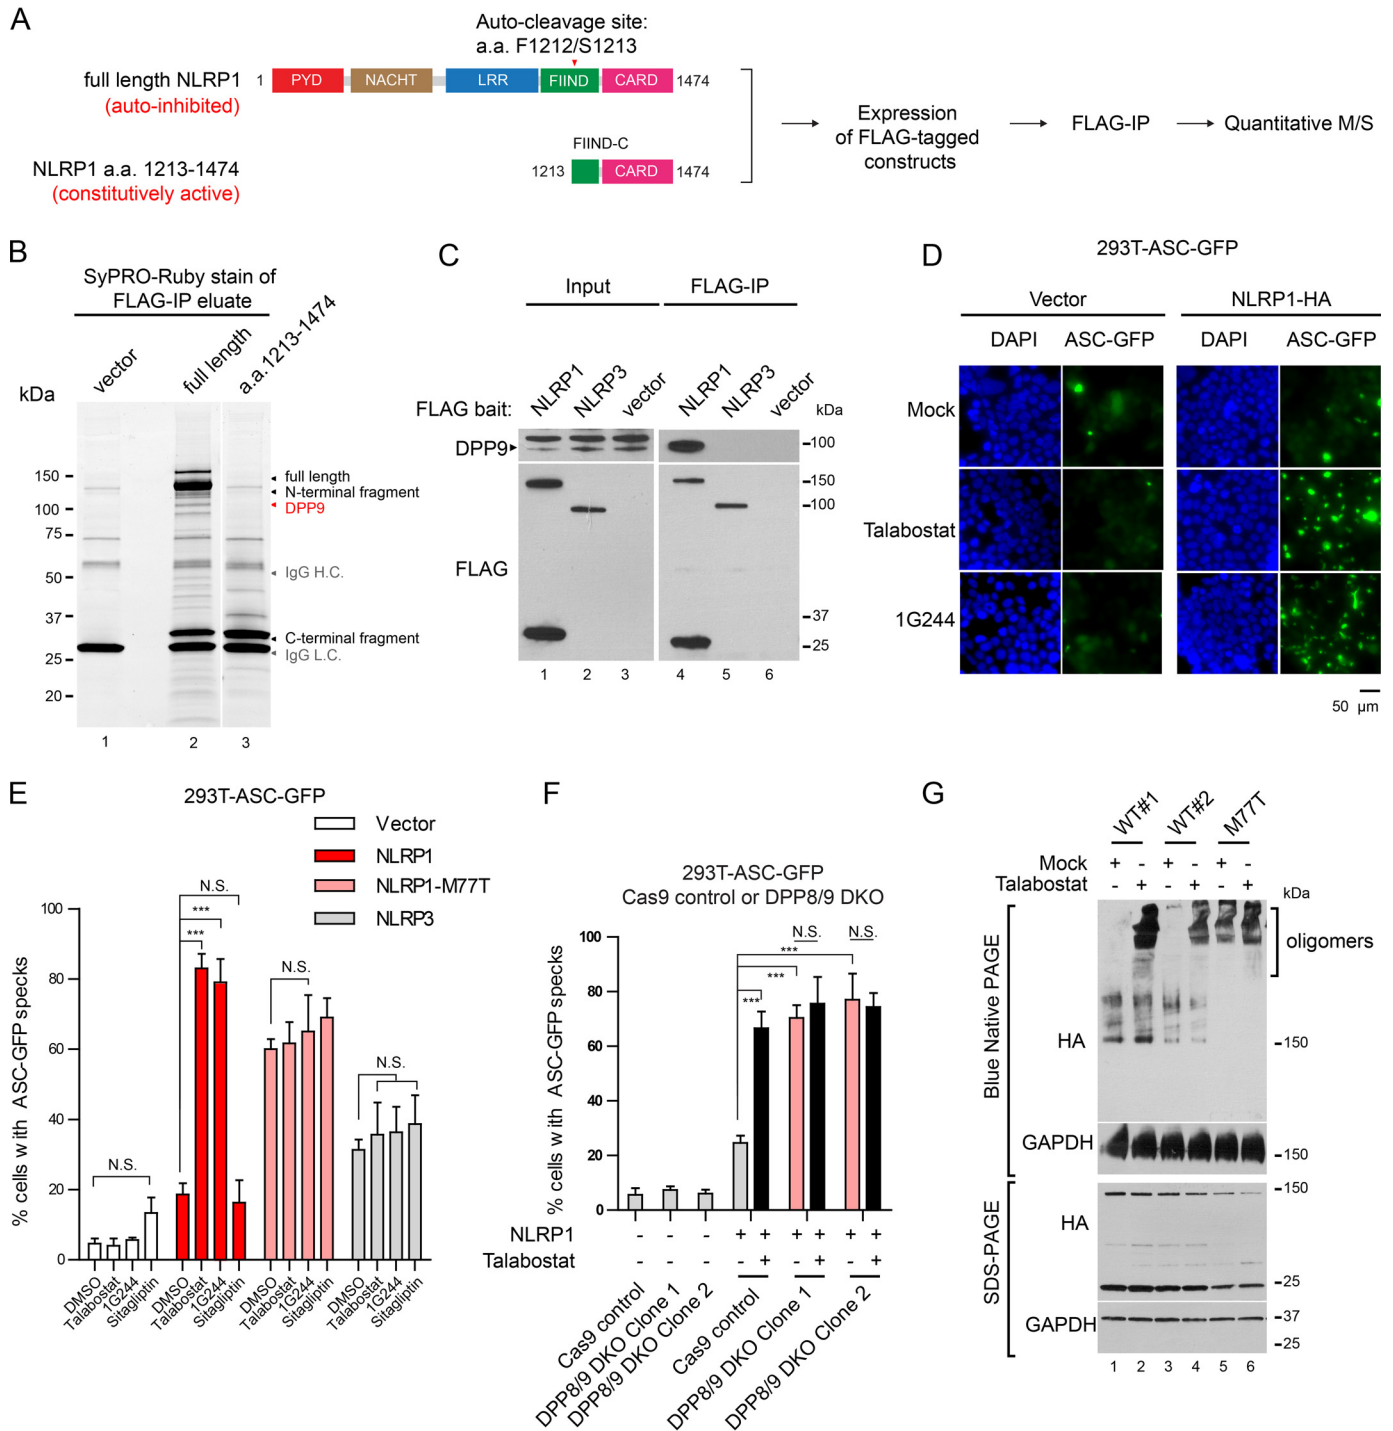 A
Auto-cleavage site:
a.a. F1212/S1213
full length NLRP1
(auto-inhibited)
1 PYD NACHT LRR FIIND CARD 1474
FIIND-C
NLRP1 a.a. 1213-1474
(constitutively active)
1213 CARD 1474
Expression
of FLAG-tagged
constructs
FLAG-IP
Quantitative M/S
B
SyPRO-Ruby stain of
FLAG-IP eluate
vector
full length
a.a.1213-1474
kDa
150
100
75
50
37
25
20
full length
N-terminal fragment
DPP9
IgG H.C.
C-terminal fragment
IgG L.C.
1 2 3
C
Input FLAG-IP
FLAG bait: NLRP1 NLRP3 vector NLRP1 NLRP3 vector
kDa
DPP9
FLAG
100
150
100
37
25
1 2 3 4 5 6
D
293T-ASC-GFP
Vector NLRP1-HA
DAPI ASC-GFP DAPI ASC-GFP
Mock
Talabostat
1G244
50 µm
E
293T-ASC-GFP
Vector
NLRP1
NLRP1-M77T
NLRP3
% cells with ASC-GFP specks
100
80
60
40
20
0
N.S.
***
***
N.S.
N.S.
N.S.
DMSO Talabostat 1G244 Sitagliptin DMSO Talabostat 1G244 Sitagliptin DMSO Talabostat 1G244 Sitagliptin DMSO Talabostat 1G244 Sitagliptin
F
293T-ASC-GFP
Cas9 control or DPP8/9 DKO
% cells with ASC-GFP specks
100
80
60
40
20
0
N.S. N.S.
***
***
***
NLRP1 - - - + + + + + +
Talabostat - - - - + - + - +
Cas9 control
DPP8/9 DKO Clone 1
DPP8/9 DKO Clone 2
Cas9 control
DPP8/9 DKO Clone 1
DPP8/9 DKO Clone 2
G
WT#1 WT#2 M77T
Mock + - + - + -
Talabostat - + - + - +
kDa
Blue Native PAGE
oligomers
HA
150
GAPDH
150
SDS-PAGE
150
HA
25
GAPDH
37
25
1 2 3 4 5 6